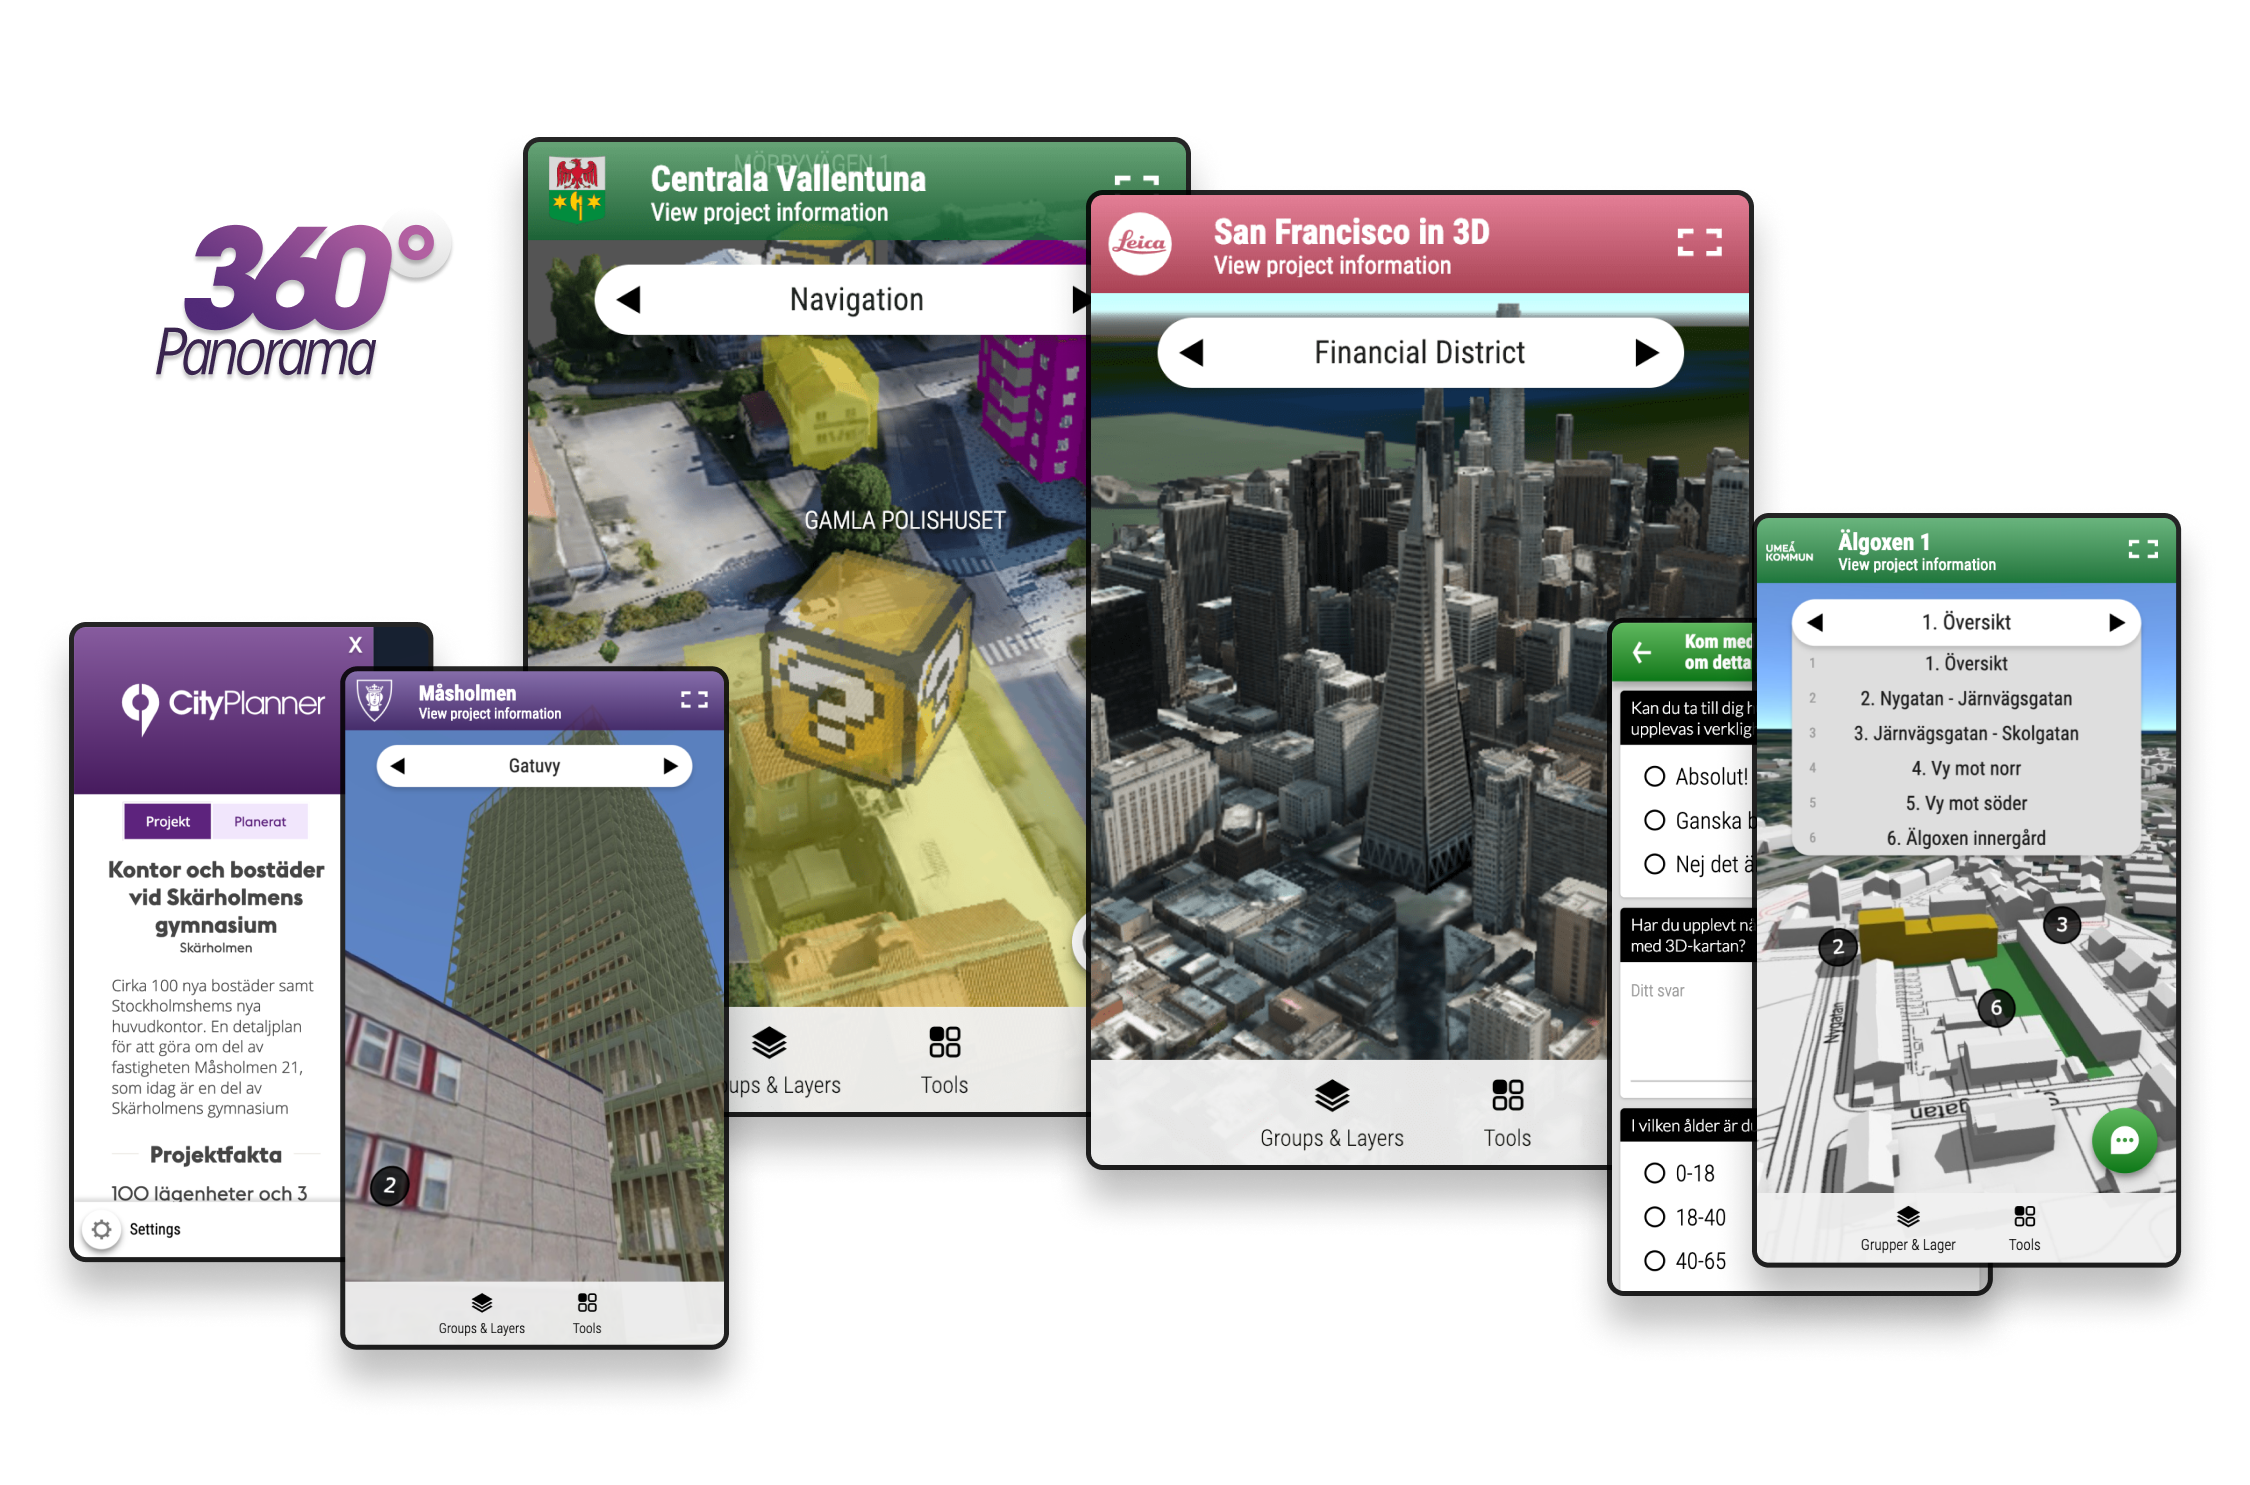 360°
Panorama
MÖRBYVÄGEN 1
Centrala Vallentuna
View project information
Navigation
GAMLA POLISHUSET
?
?
ups & Layers
Tools
Leica
San Francisco in 3D
View project information
Financial District
Groups & Layers
Tools
X
CityPlanner
Projekt
Planerat
Kontor och bostäder
vid Skärholmens
gymnasium
Skärholmen
Cirka 100 nya bostäder samt
Stockholmshems nya
huvudkontor. En detaljplan
för att göra om del av
fastigheten Måsholmen 21,
som idag är en del av
Skärholmens gymnasium
Projektfakta
100 lägenheter och 3
Settings
Måsholmen
View project information
Gatuvy
2
Groups & Layers
Tools
Kom med
om detta
Kan du ta till dig h
upplevas i verklig
Absolut!
Ganska b
Nej det ä
Har du upplevt nå
med 3D-kartan?
Ditt svar
I vilken ålder är du
0-18
18-40
40-65
UMEÅ
KOMMUN
Älgoxen 1
View project information
1. Översikt
1 1. Översikt
2 2. Nygatan - Järnvägsgatan
3 3. Järnvägsgatan - Skolgatan
4 4. Vy mot norr
5 5. Vy mot söder
6 6. Älgoxen innergård
2
3
6
Nygatan
gatan
Grupper & Lager
Tools